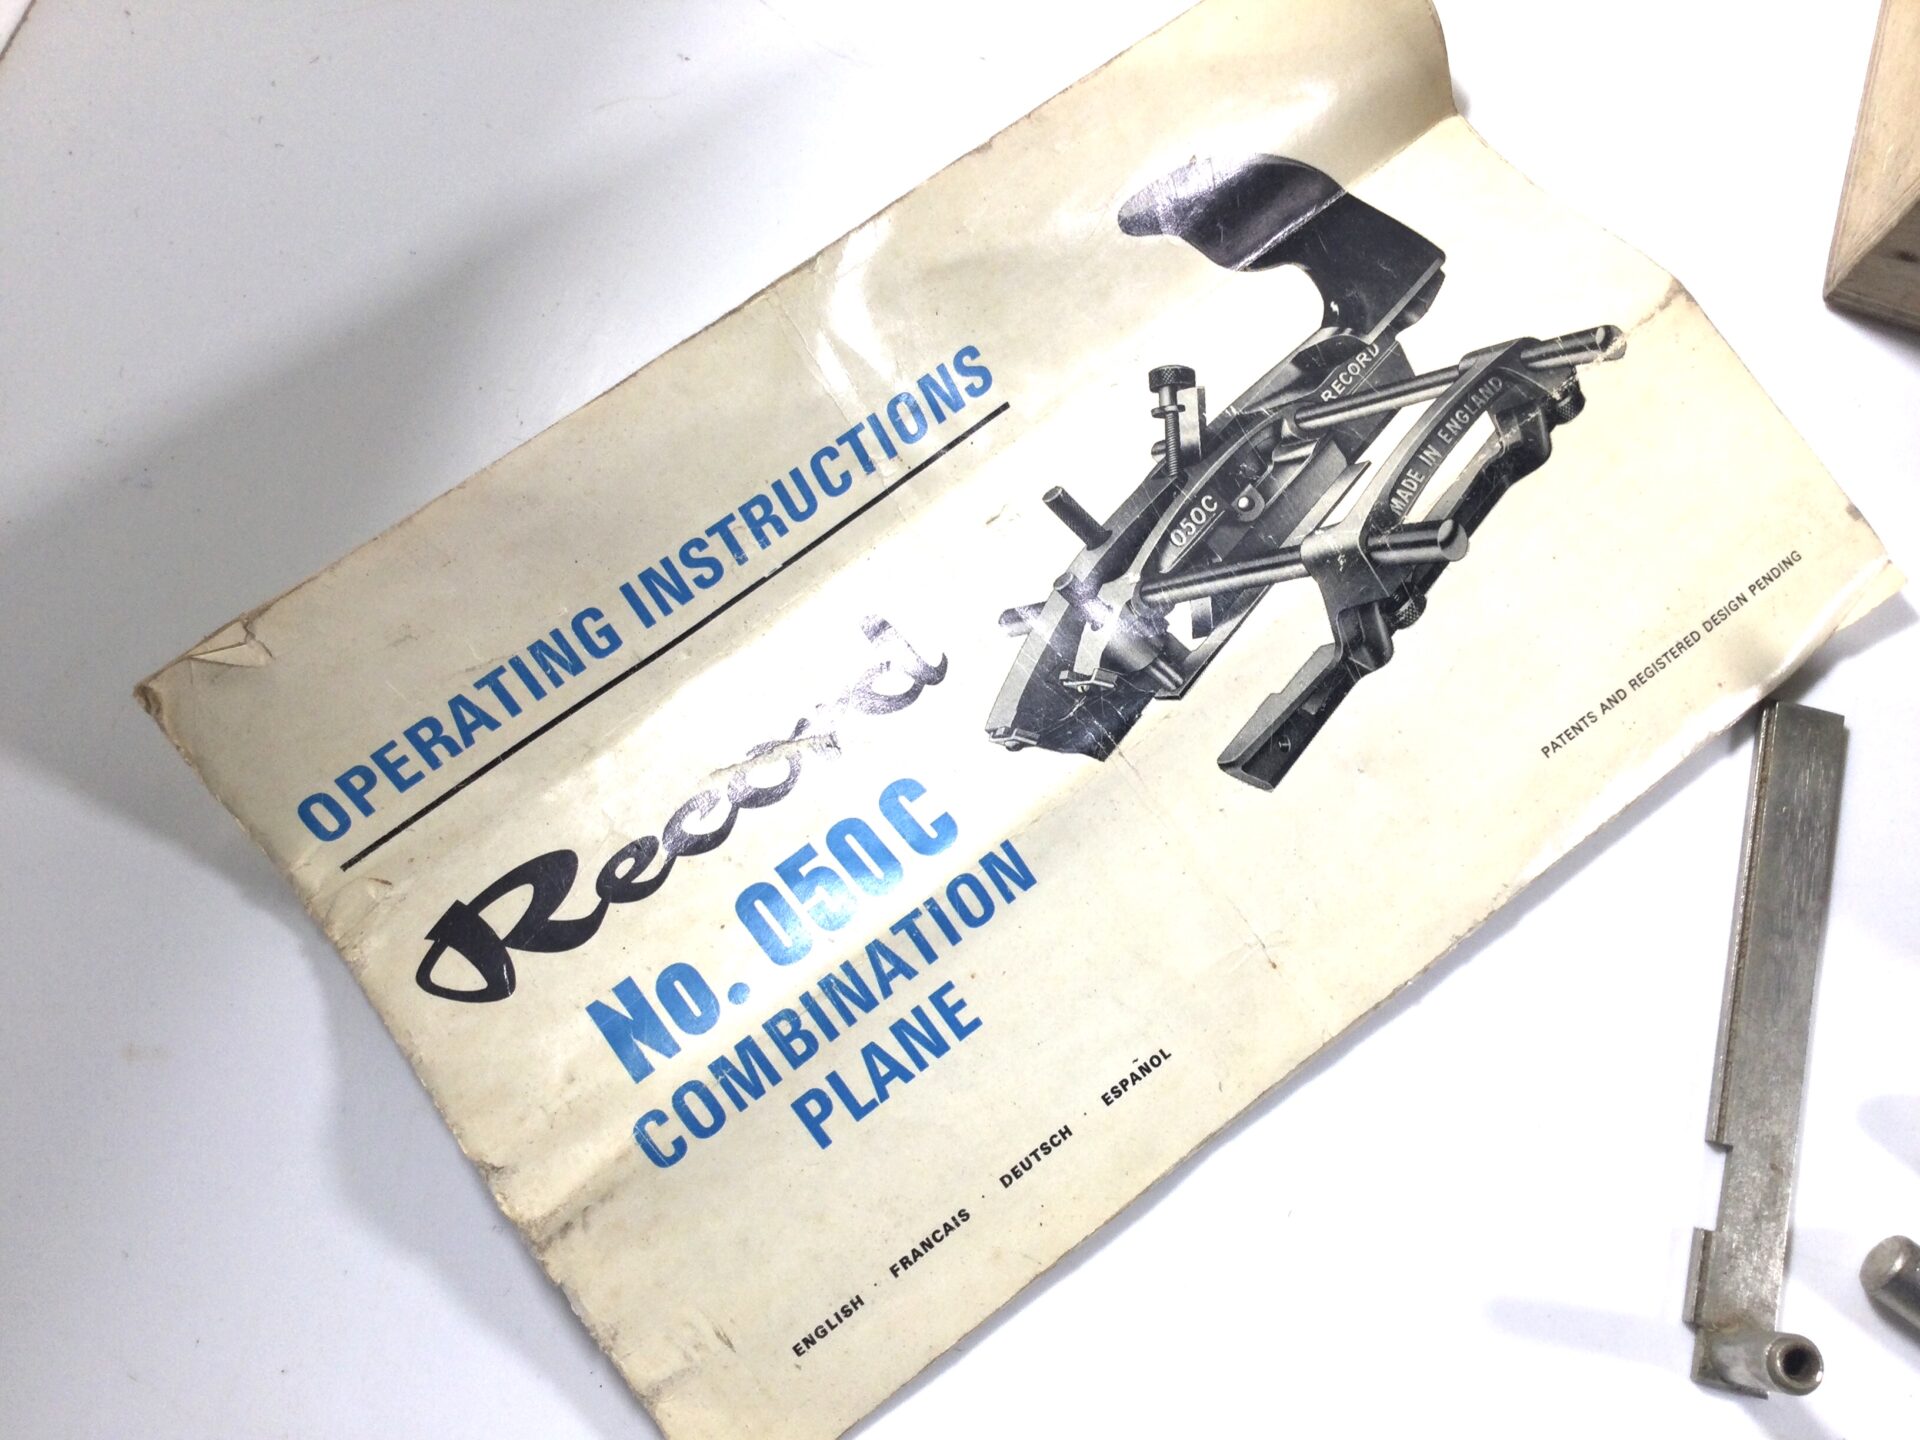 OPERATING INSTRUCTIONS
Record
No. 050C
COMBINATION
PLANE
ENGLISH · FRANCAIS · DEUTSCH · ESPAÑOL
RECORD
050C
MADE IN ENGLAND
PATENTS AND REGISTERED DESIGN PENDING